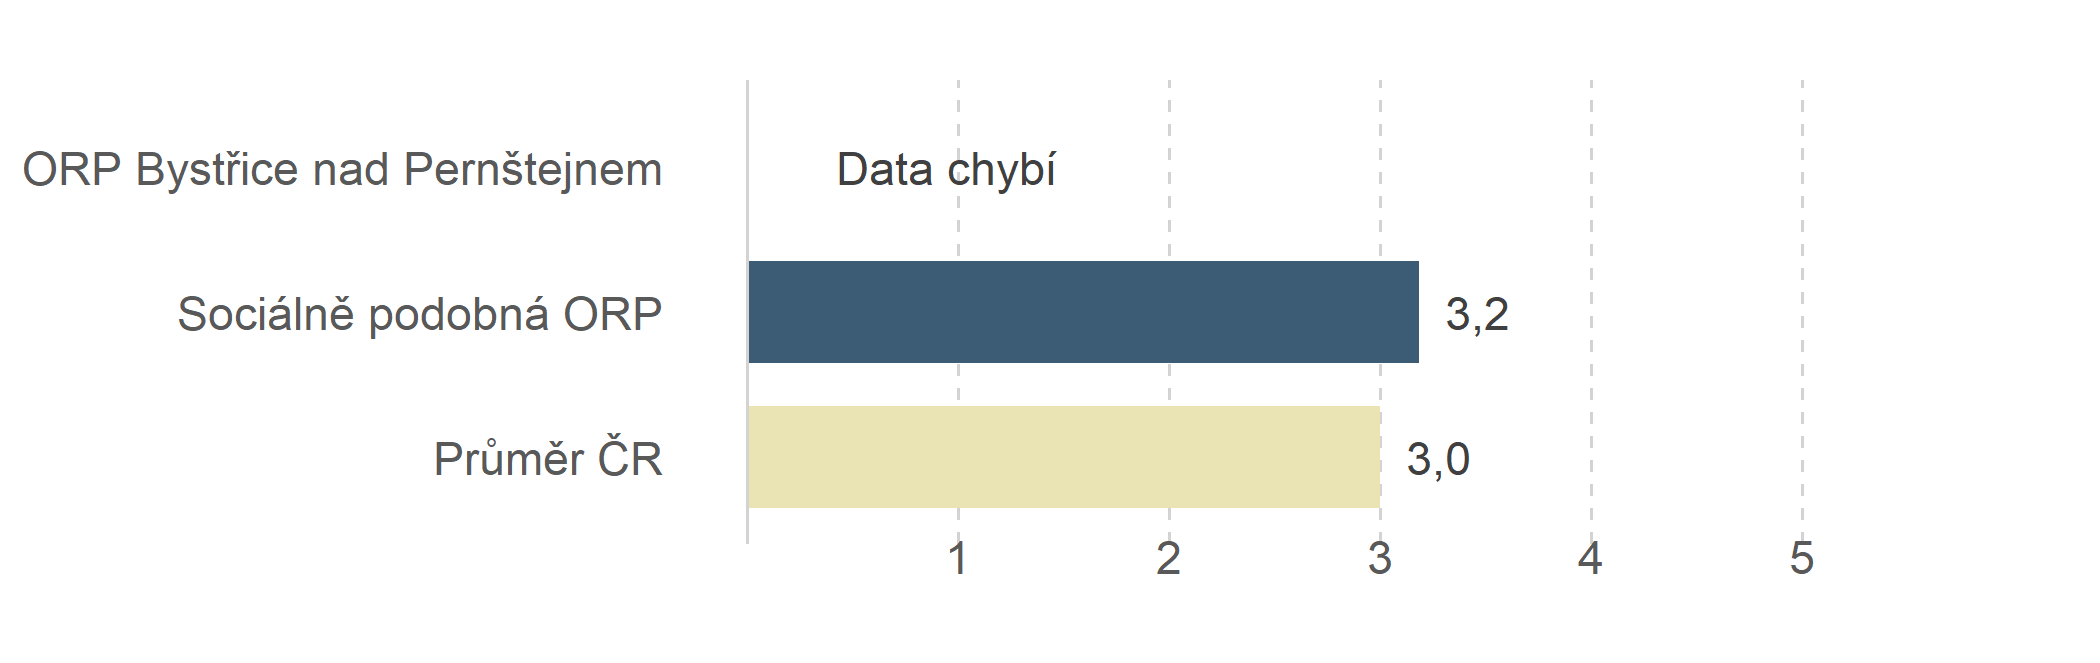 ORP Bystřice nad Pernštejnem
Data chybí
Sociálně podobná ORP
3,2
Průměr ČR
3,0
1 2 3 4 5